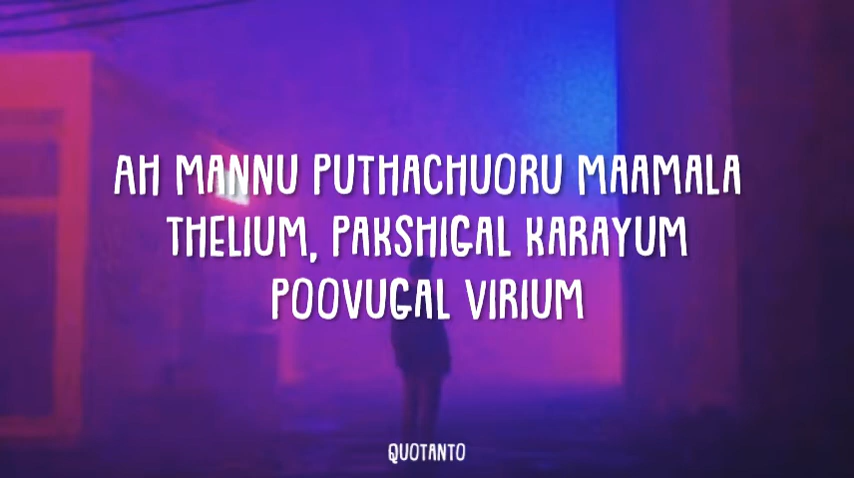 AH MANNU PUTHACHUORU MAAMALA
THELIUM, PAKSHIGAL KARAYUM
POOVUGAL VIRIUM
QUOTANTO